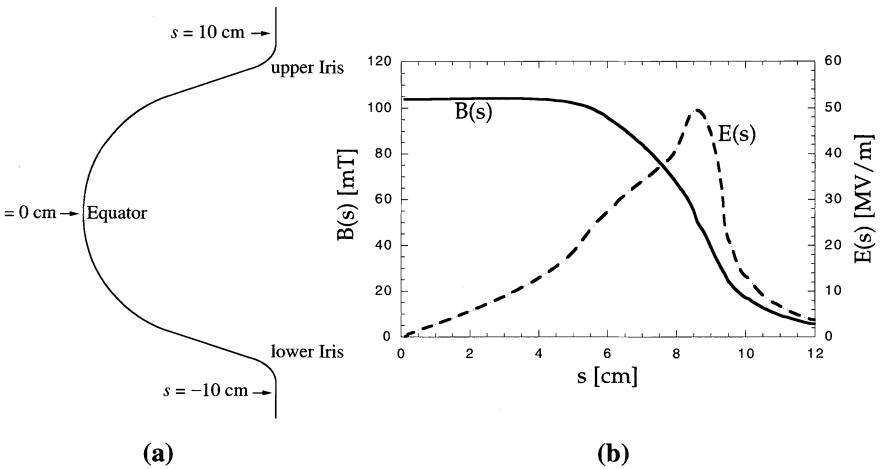 s = 10 cm
upper Iris
= 0 cm
Equator
lower Iris
s = −10 cm
(a)
120
100
80
60
40
20
0
B(s) [mT]
B(s)
E(s)
60
50
40
30
20
10
0
E(s) [MV/m]
0 2 4 6 8 10 12
s [cm]
(b)